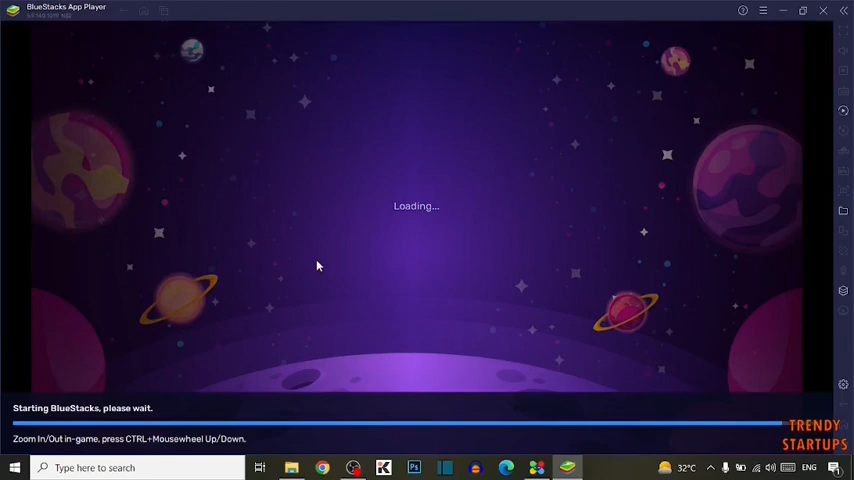 BlueStacks App Player
Loading...
Starting BlueStacks, please wait.
Zoom In/Out in-game, press CTRL+Mousewheel Up/Down.
TRENDY
STARTUPS
Type here to search
Ps
32°C
ENG